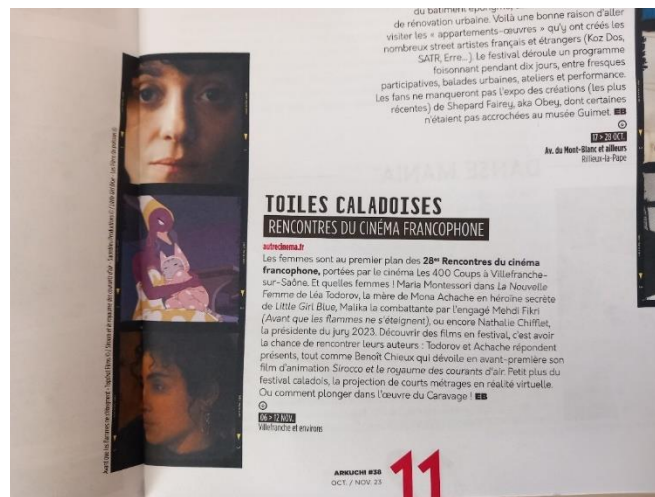 du bâtiment éponyme,
de rénovation urbaine. Voilà une bonne raison d'aller
visiter les « appartements-œuvres » qu'y ont créés les
nombreux street artistes français et étrangers (Koz Dos,
SATR, Erre...). Le festival déroule un programme
foisonnant pendant dix jours, entre fresques
participatives, balades urbaines, ateliers et performance.
Les fans ne manqueront pas l'expo des créations (les plus
récentes) de Shepard Fairey, aka Obey, dont certaines
n'étaient pas accrochées au musée Guimet. EB
17 > 28 OCT.
Av. du Mont-Blanc et ailleurs
Rillieux-la-Pape
TOILES CALADOISES
RENCONTRES DU CINÉMA FRANCOPHONE
autrecinema.fr
Les femmes sont au premier plan des 28es Rencontres du cinéma
francophone, portées par le cinéma Les 400 Coups à Villefranche-
sur-Saône. Et quelles femmes ! Maria Montessori dans La Nouvelle
Femme de Léa Todorov, la mère de Mona Achache en héroïne secrète
de Little Girl Blue, Malika la combattante par l'engagé Mehdi Fikri
(Avant que les flammes ne s'éteignent), ou encore Nathalie Chifflet,
la présidente du jury 2023. Découvrir des films en festival, c'est avoir
la chance de rencontrer leurs auteurs : Todorov et Achache répondent
présents, tout comme Benoît Chieux qui dévoile en avant-première son
film d'animation Sirocco et le royaume des courants d'air. Petit plus du
festival caladois, la projection de courts métrages en réalité virtuelle.
Ou comment plonger dans l'œuvre du Caravage ! EB
06 > 12 NOV.
Villefranche et environs
ARKUCHI #38
OCT. / NOV. 23
11